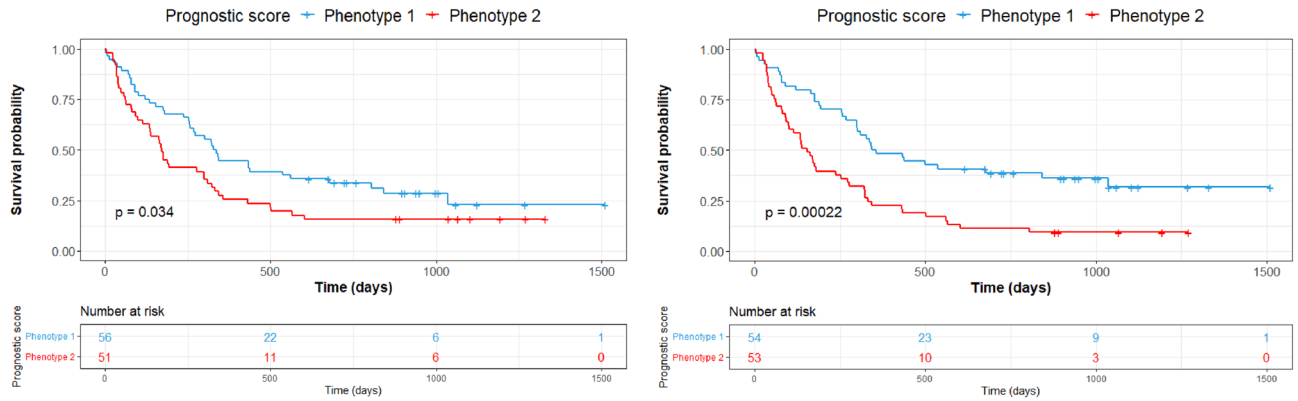 Prognostic score Phenotype 1 Phenotype 2
Survival probability
1.00
0.75
0.50
0.25
0.00
p = 0.034
0 500 1000 1500
Time (days)
Number at risk
Prognostic score
Phenotype 1 56 22 6 1
Phenotype 2 51 11 6 0
0 500 1000 1500
Time (days)
Prognostic score Phenotype 1 Phenotype 2
Survival probability
1.00
0.75
0.50
0.25
0.00
p = 0.00022
0 500 1000 1500
Time (days)
Number at risk
Prognostic score
Phenotype 1 54 23 9 1
Phenotype 2 53 10 3 0
0 500 1000 1500
Time (days)